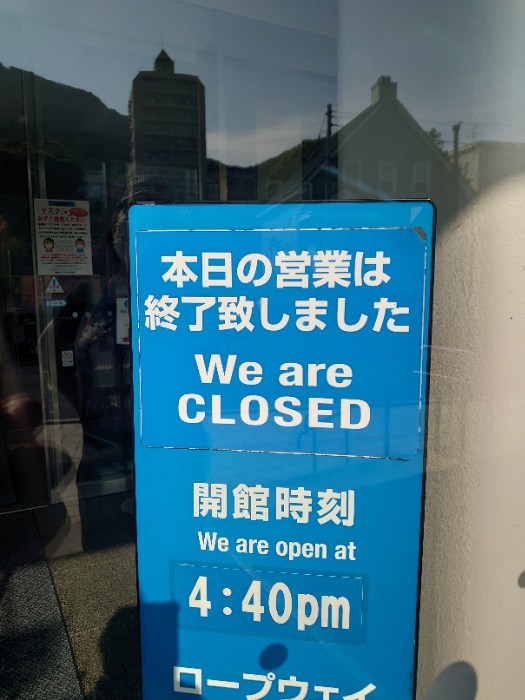 本日の営業は
終了致しました
We are
CLOSED
開館時刻
We are open at
4:40pm
ロープウェイ